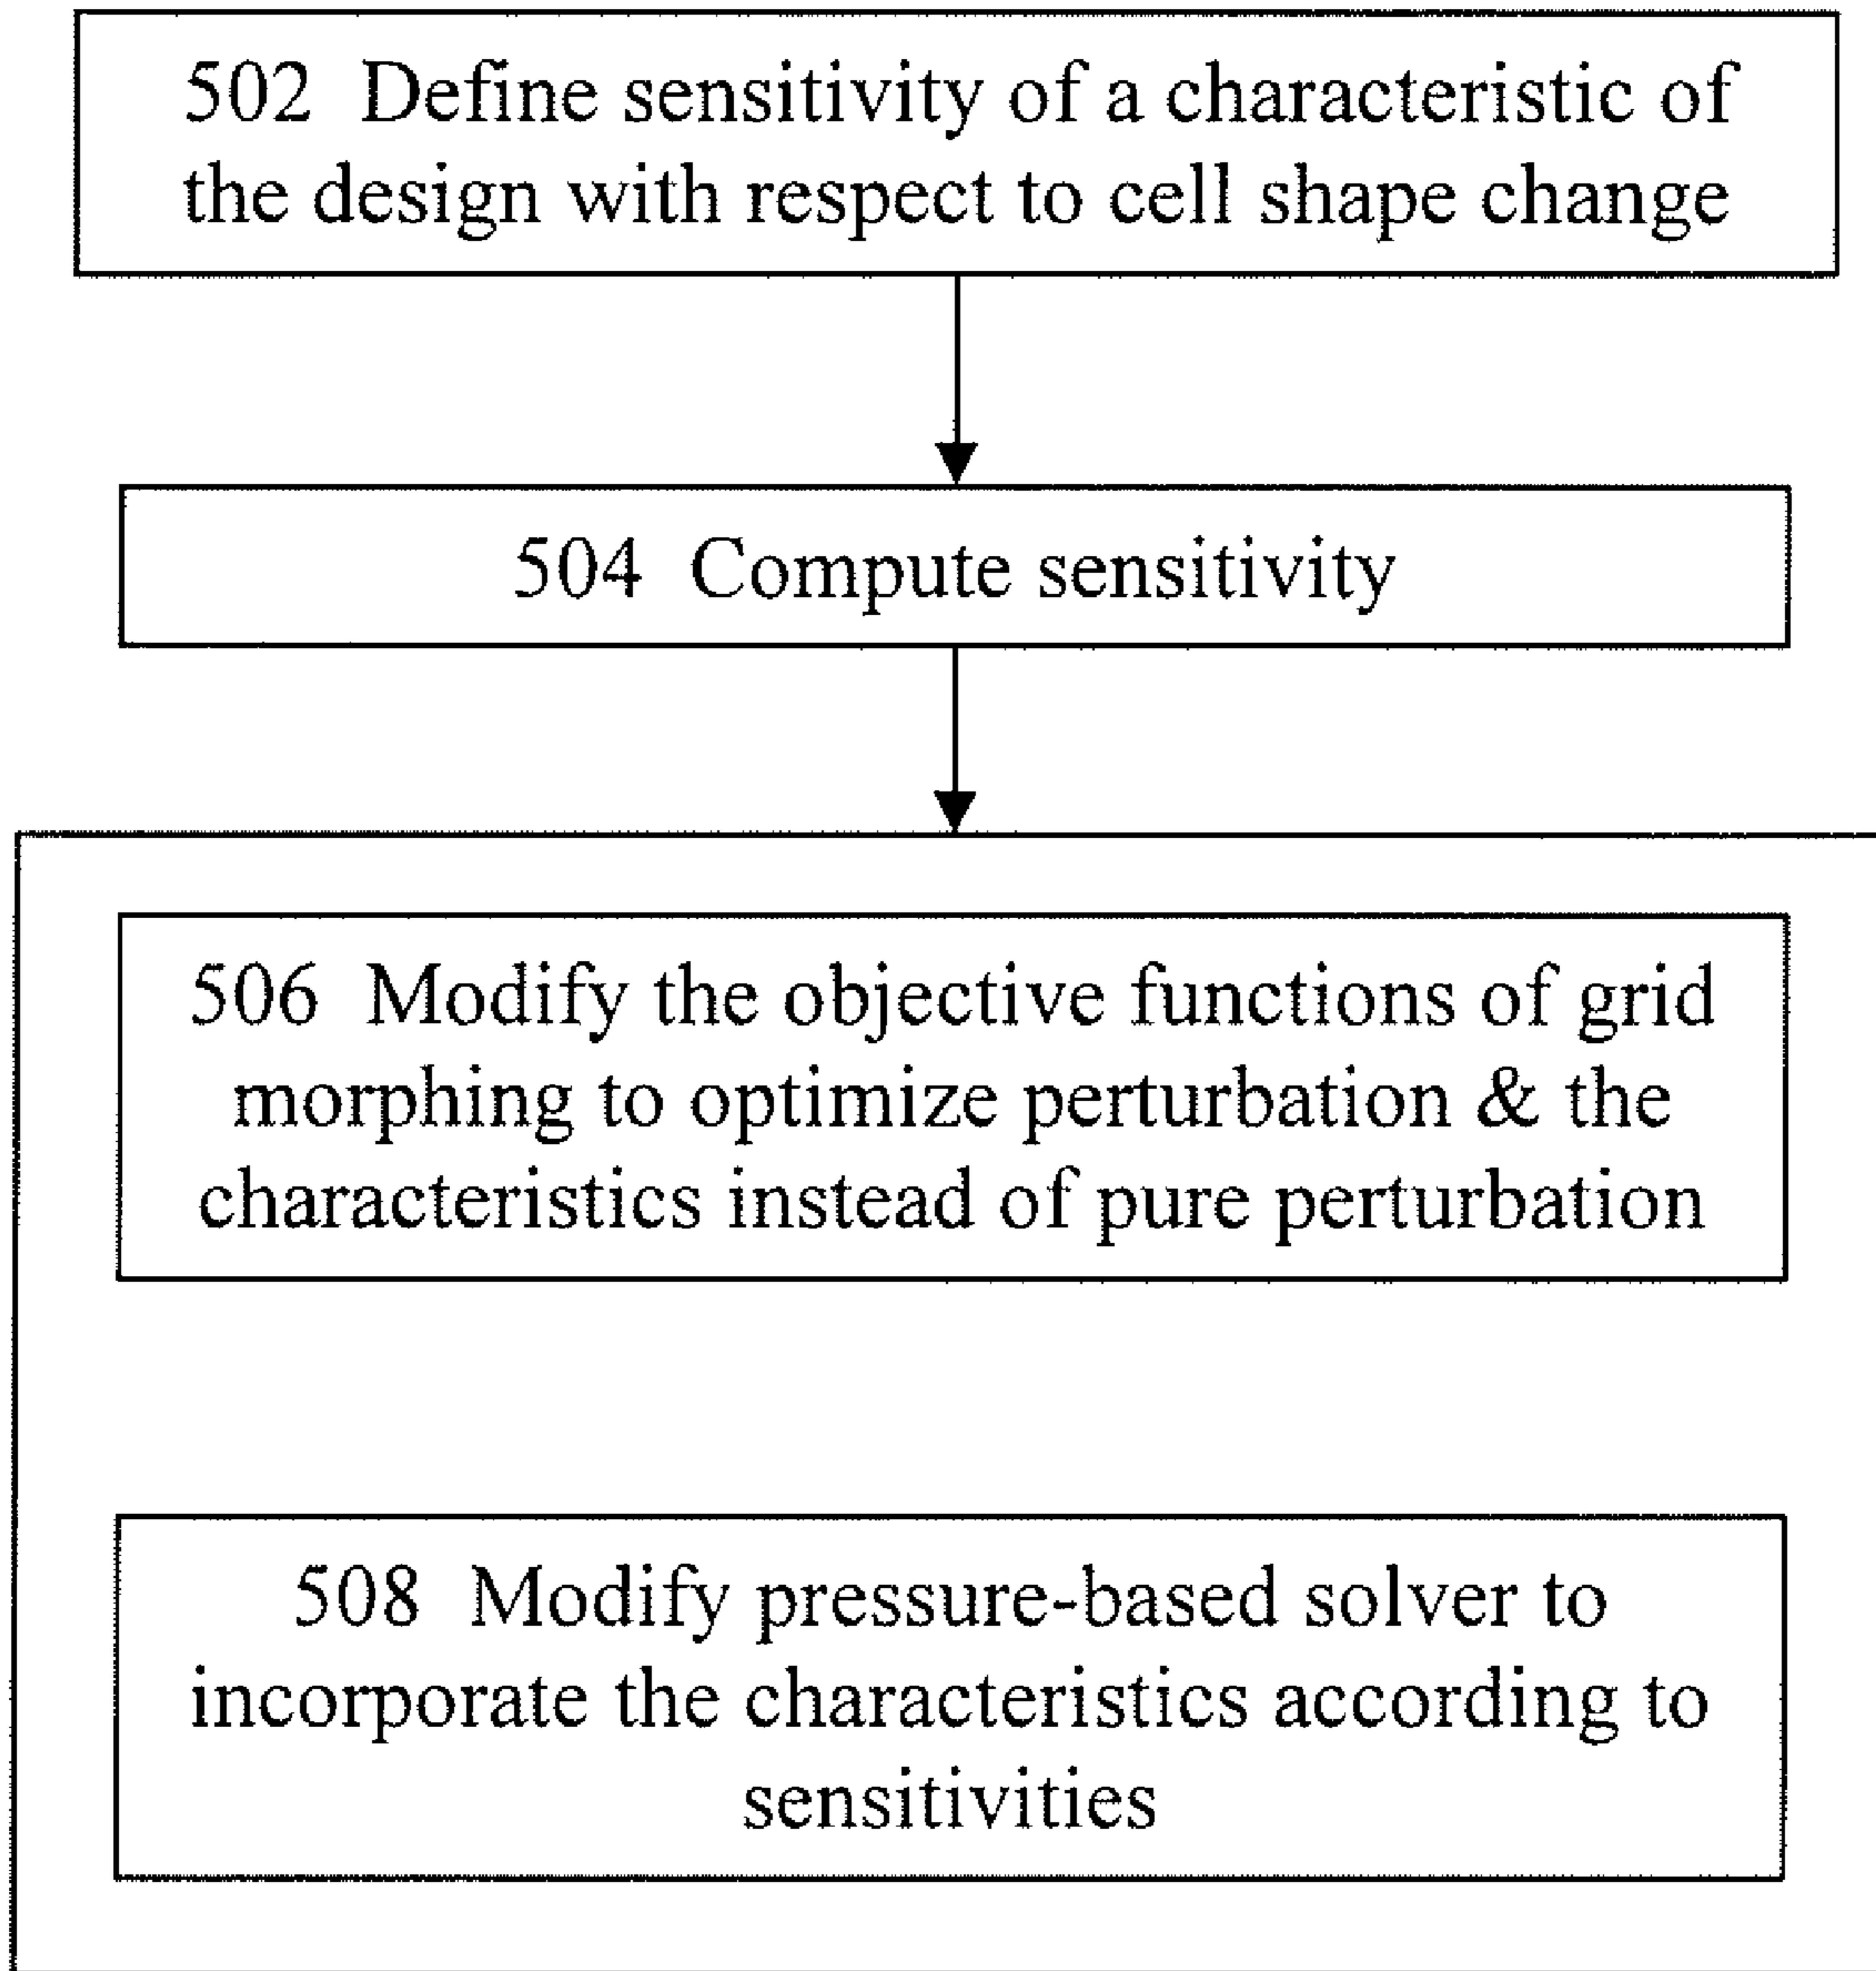 502 Define sensitivity of a characteristic of
the design with respect to cell shape change
504 Compute sensitivity
506 Modify the objective functions of grid
morphing to optimize perturbation & the
characteristics instead of pure perturbation
508 Modify pressure-based solver to
incorporate the characteristics according to
sensitivities